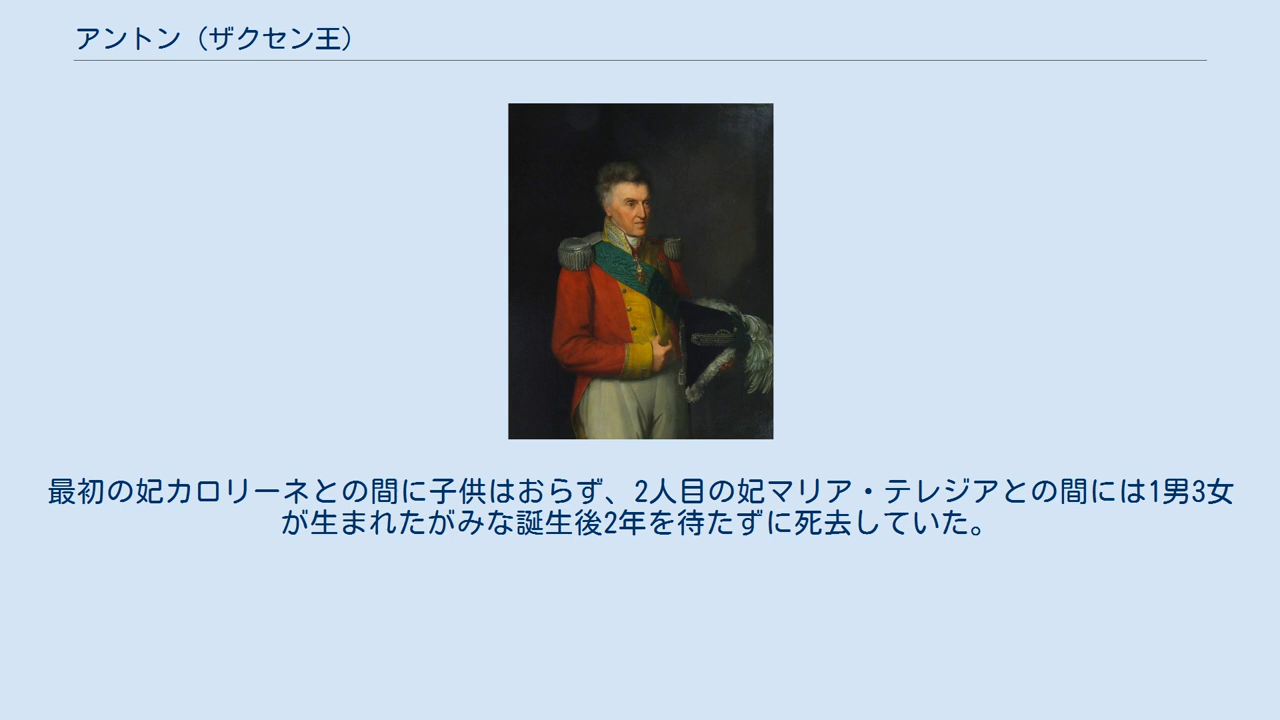 アントン（ザクセン王）
最初の妃カロリーネとの間に子供はおらず、2人目の妃マリア・テレジアとの間には1男3女
が生まれたがみな誕生後2年を待たずに死去していた。